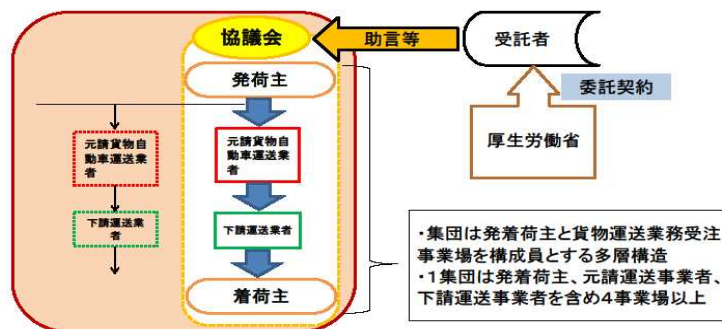 協議会
助言等
受託者
発荷主
委託契約
厚生労働省
元請貨物自
動車運送業
者
元請貨物自
動車運送業
者
下請運送業
者
下請運送業者
着荷主
・集団は発着荷主と貨物運送業務受注
事業場を構成員とする多層構造
・1集団は発着荷主、元請運送事業者、
下請運送事業者を含め4事業場以上